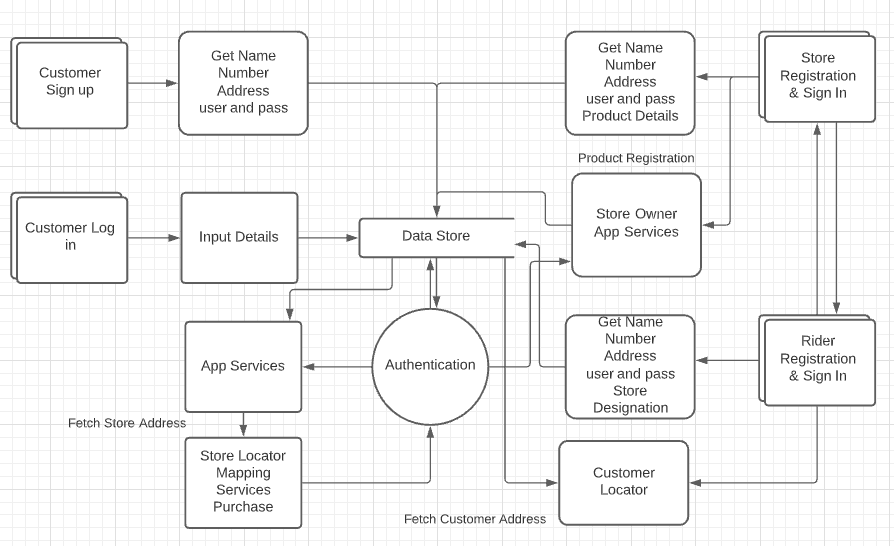 Customer
Sign up
Get Name
Number
Address
user and pass
Get Name
Number
Address
user and pass
Product Details
Store
Registration
& Sign In
Product Registration
Customer Log
in
Input Details
Data Store
Store Owner
App Services
App Services
Authentication
Get Name
Number
Address
user and pass
Store
Designation
Rider
Registration
& Sign In
Fetch Store Address
Store Locator
Mapping
Services
Purchase
Customer
Locator
Fetch Customer Address